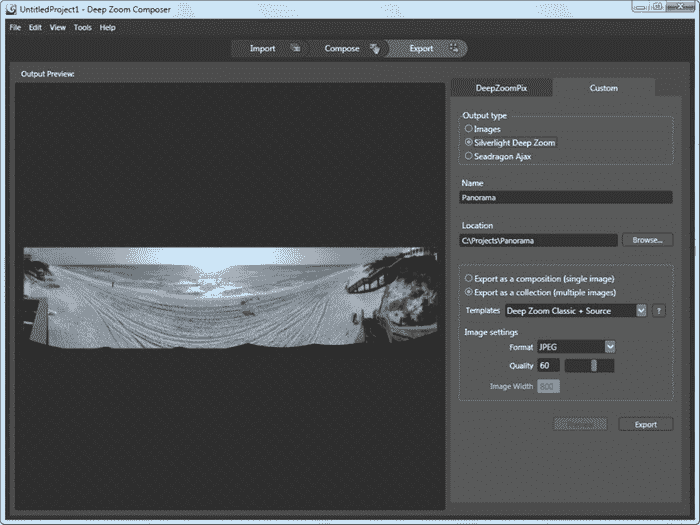 UntitledProject1 - Deep Zoom Composer
File Edit View Tools Help
Import Compose Export
Output Preview:
DeepZoomPix Custom
Output type
Images
Silverlight Deep Zoom
Seadragon Ajax
Name
Panorama
Location
C:\Projects\Panorama Browse...
Export as a composition (single image)
Export as a collection (multiple images)
Templates Deep Zoom Classic + Source ?
Image settings
Format JPEG
Quality 60
Image Width 800
Export